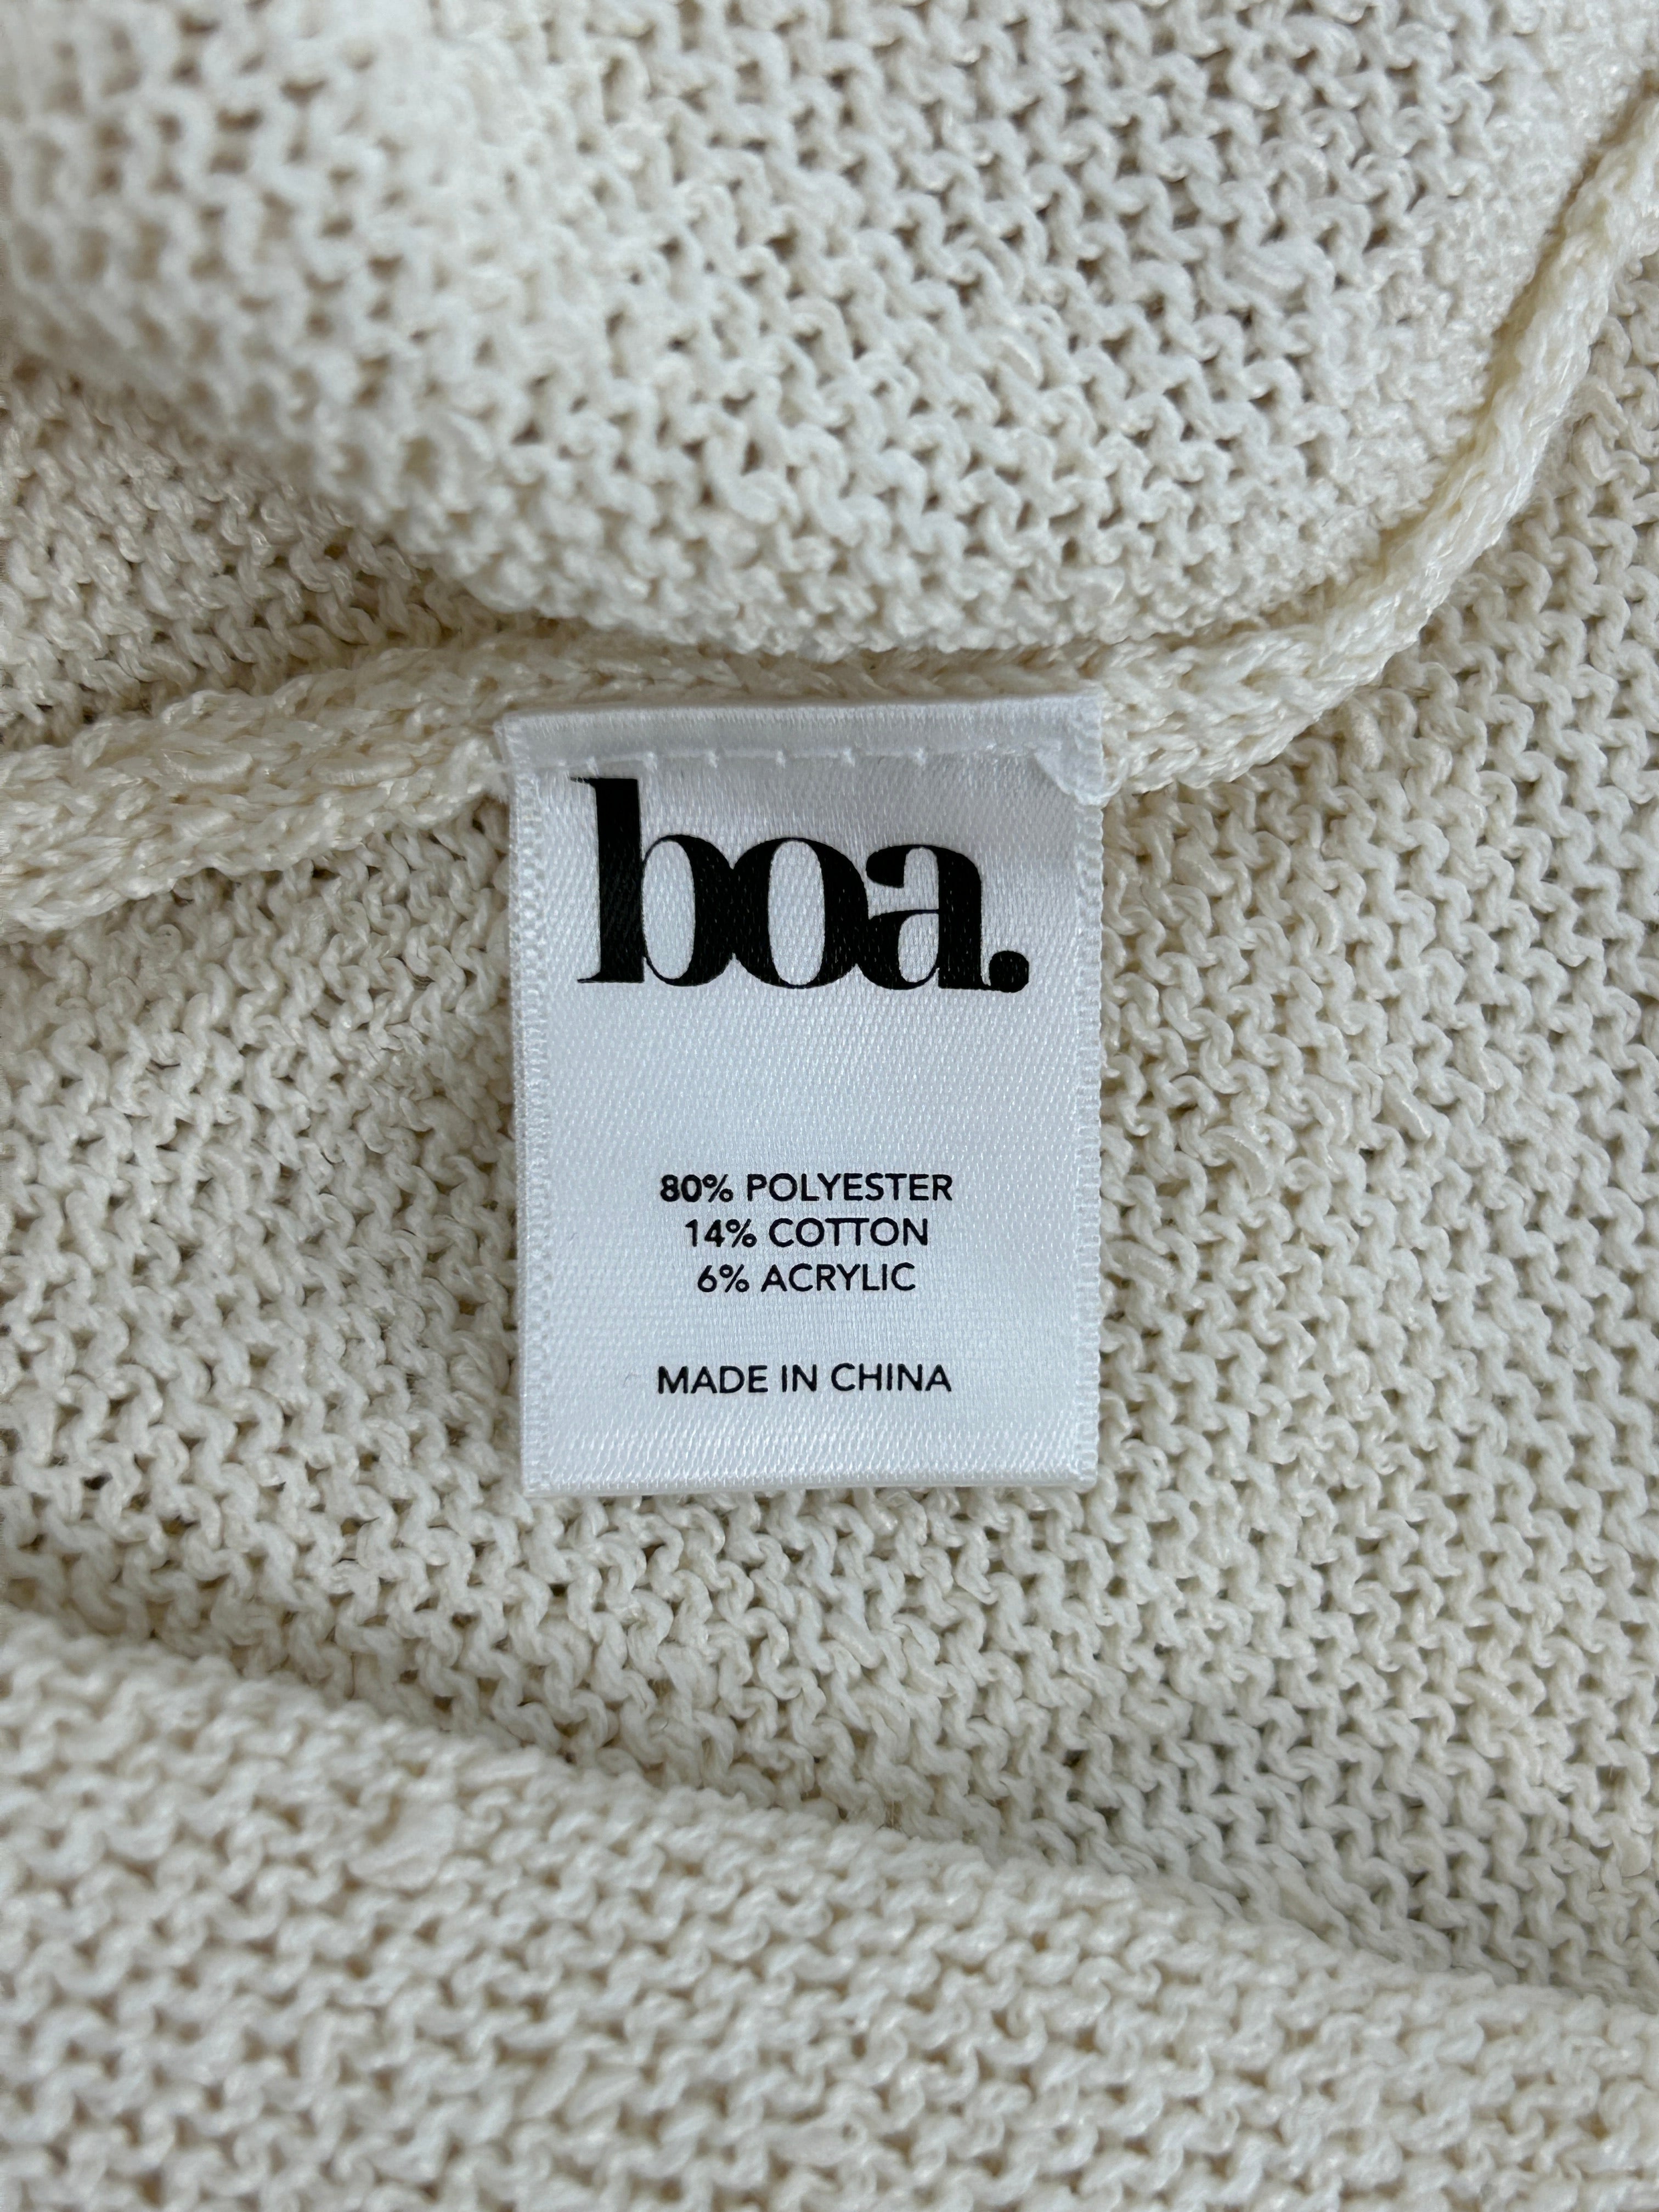 boa.
80% POLYESTER
14% COTTON
6% ACRYLIC
MADE IN CHINA